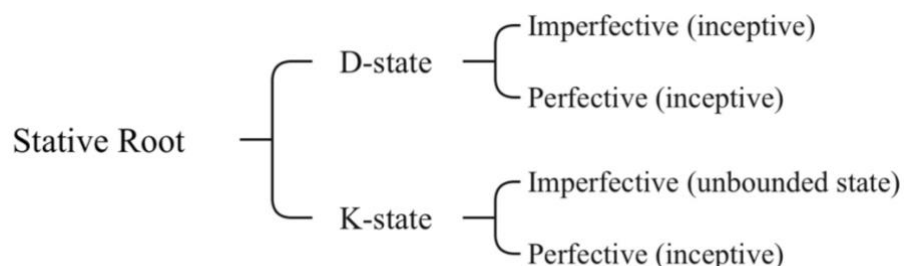 Imperfective (inceptive)
D-state
Perfective (inceptive)
Stative Root
Imperfective (unbounded state)
K-state
Perfective (inceptive)